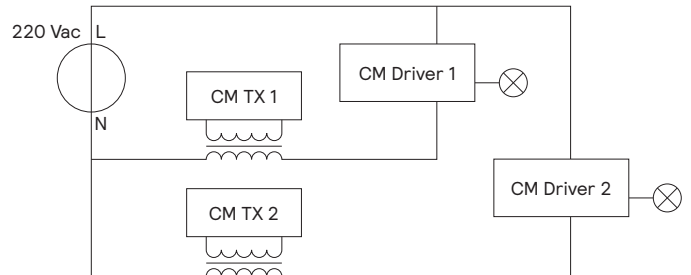 220 Vac
L
N
CM TX 1
CM Driver 1
CM TX 2
CM Driver 2